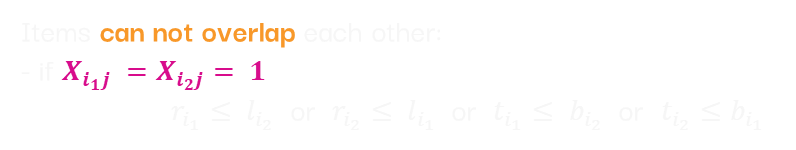 Items can not overlap each other:
- if X_{i_1 j} = X_{i_2 j} = 1
r_{i_1} ≤ l_{i_2} or r_{i_2} ≤ l_{i_1} or t_{i_1} ≤ b_{i_2} or t_{i_2} ≤ b_{i_1}